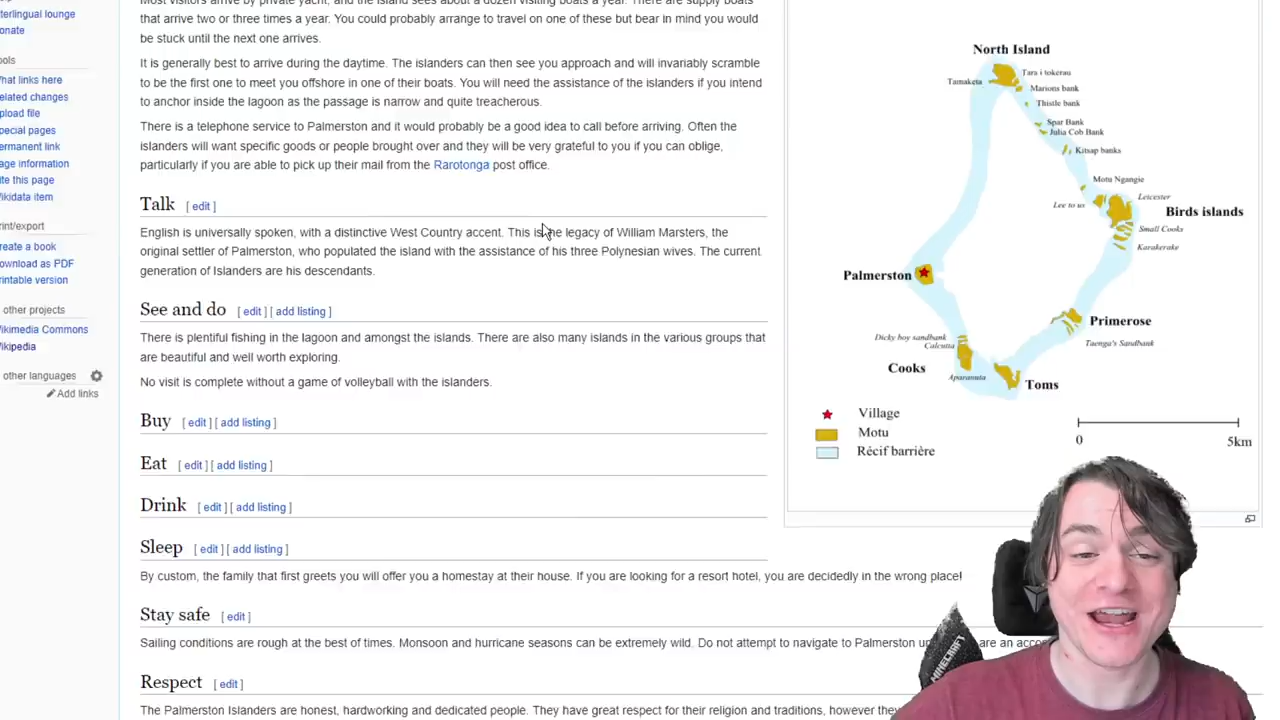 nterlingual lounge
onate
ools
hat links here
elated changes
pload file
pecial pages
ermanent link
age information
ite this page
ikidata item
rint/export
reate a book
ownload as PDF
rintable version
other projects
ikimedia Commons
ikipedia
other languages
Add links
Most visitors arrive by private yacht, and the island sees about a dozen visiting boats a year. There are supply boats
that arrive two or three times a year. You could probably arrange to travel on one of these but bear in mind you would
be stuck until the next one arrives.
It is generally best to arrive during the daytime. The islanders can then see you approach and will invariably scramble
to be the first one to meet you offshore in one of their boats. You will need the assistance of the islanders if you intend
to anchor inside the lagoon as the passage is narrow and quite treacherous.
There is a telephone service to Palmerston and it would probably be a good idea to call before arriving. Often the
islanders will want specific goods or people brought over and they will be very grateful to you if you can oblige,
particularly if you are able to pick up their mail from the Rarotonga post office.
Talk [ edit ]
English is universally spoken, with a distinctive West Country accent. This is the legacy of William Marsters, the
original settler of Palmerston, who populated the island with the assistance of his three Polynesian wives. The current
generation of Islanders are his descendants.
See and do [ edit ] [ add listing ]
There is plentiful fishing in the lagoon and amongst the islands. There are also many islands in the various groups that
are beautiful and well worth exploring.
No visit is complete without a game of volleyball with the islanders.
Buy [ edit ] [ add listing ]
Eat [ edit ] [ add listing ]
Drink [ edit ] [ add listing ]
Sleep [ edit ] [ add listing ]
By custom, the family that first greets you will offer you a homestay at their house. If you are looking for a resort hotel, you are decidedly in the wrong place!
Stay safe [ edit ]
Sailing conditions are rough at the best of times. Monsoon and hurricane seasons can be extremely wild. Do not attempt to navigate to Palmerston un are an acc
Respect [ edit ]
The Palmerston Islanders are honest, hardworking and dedicated people. They have great respect for their religion and traditions, however they
North Island
Tara i tokerau
Tamaketa
Marions bank
Thistle bank
Spar Bank
Julia Cob Bank
Kitsap banks
Motu Ngangie
Leicester
Lee to us
Birds islands
Small Cooks
Karakerake
Palmerston
Primerose
Dicky boy sandbank
Calcutta
Taenga's Sandbank
Cooks
Aparanuta
Toms
Village
Motu
Récif barrière
0 5km
MINECRAFT